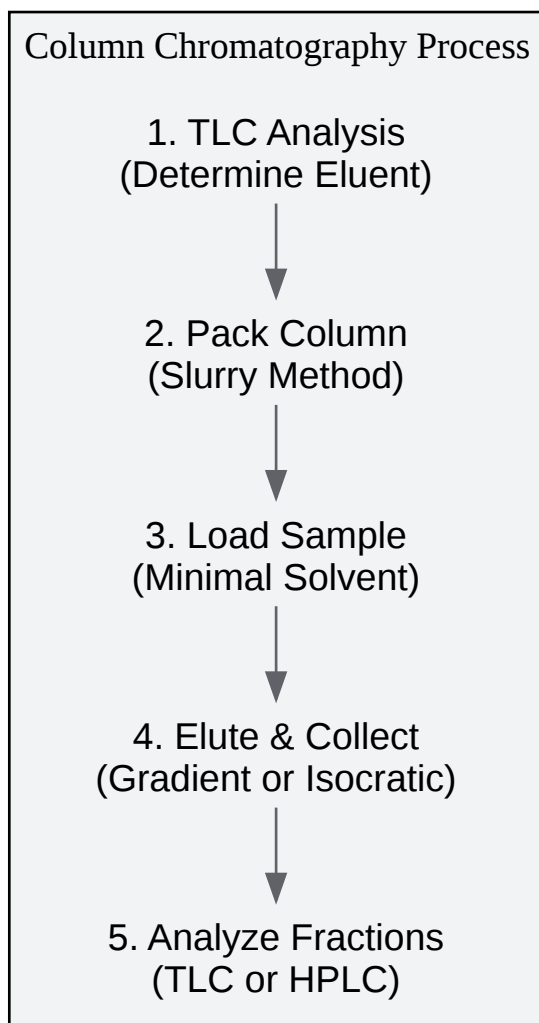 Column Chromatography Process
1. TLC Analysis
(Determine Eluent)
2. Pack Column
(Slurry Method)
3. Load Sample
(Minimal Solvent)
4. Elute & Collect
(Gradient or Isocratic)
5. Analyze Fractions
(TLC or HPLC)